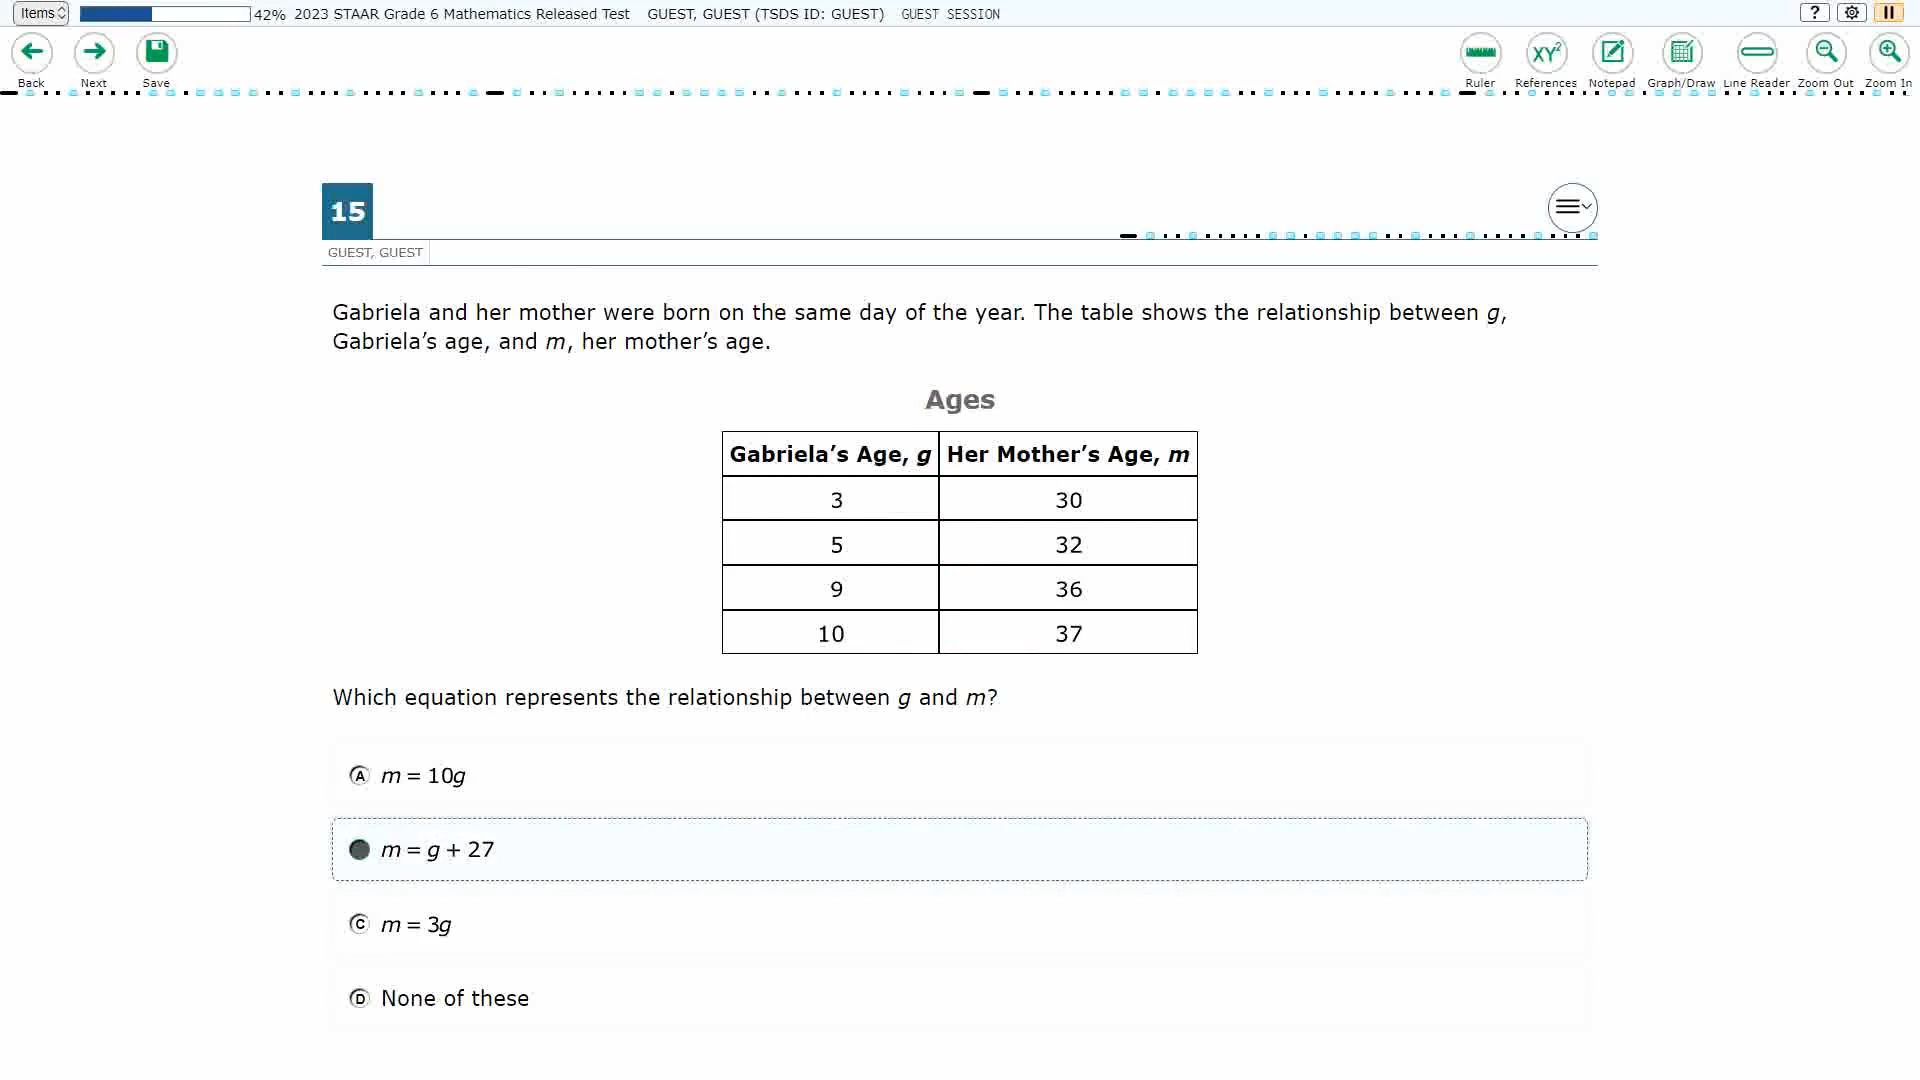 Items 42% 2023 STAAR Grade 6 Mathematics Released Test GUEST, GUEST (TSDS ID: GUEST) GUEST SESSION ?
XY²
Back Next Save Ruler References Notepad Graph/Draw Line Reader Zoom Out Zoom In
15
GUEST, GUEST
Gabriela and her mother were born on the same day of the year. The table shows the relationship between g,
Gabriela’s age, and m, her mother’s age.
Ages
Gabriela’s Age, g Her Mother’s Age, m
3 30
5 32
9 36
10 37
Which equation represents the relationship between g and m?
A m = 10g
m = g + 27
C m = 3g
D None of these